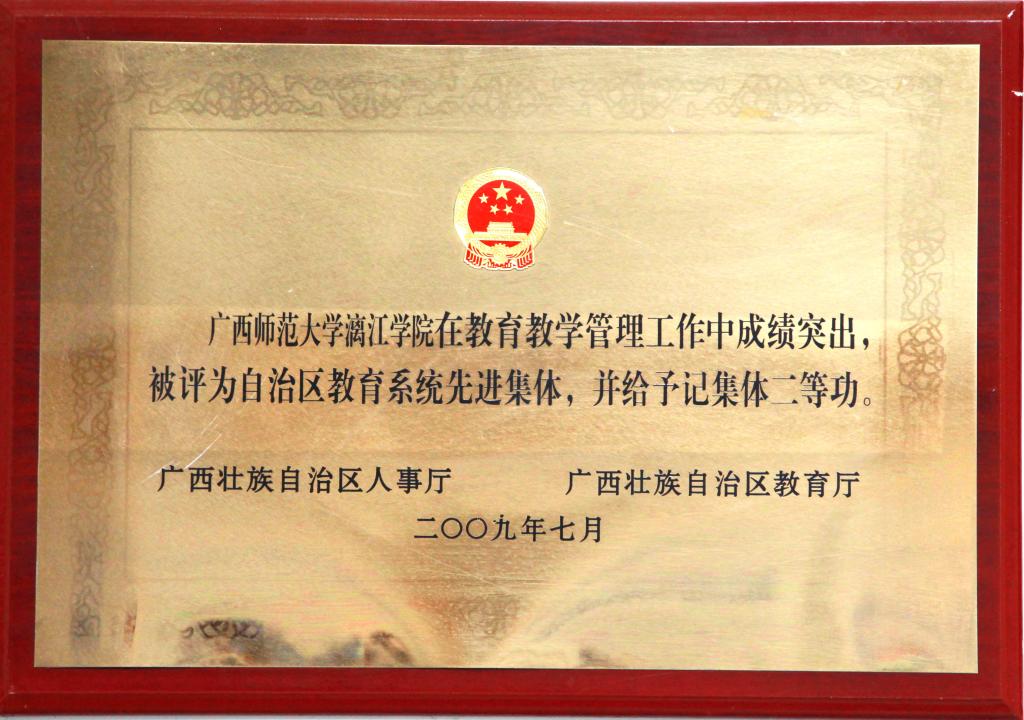 广西师范大学漓江学院在教育教学管理工作中成绩突出，
被评为自治区教育系统先进集体，并给予记集体二等功。
广西壮族自治区人事厅 广西壮族自治区教育厅
二〇〇九年七月